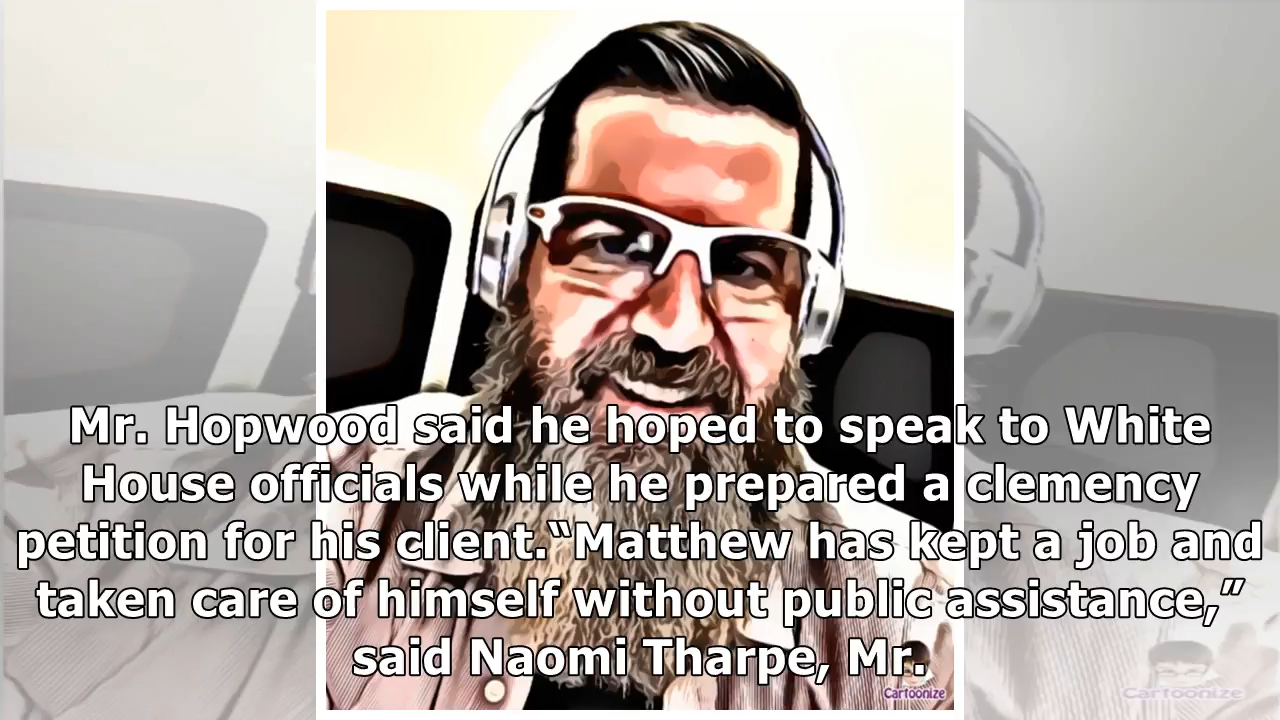 Mr. Hopwood said he hoped to speak to White
House officials while he prepared a clemency
petition for his client.“Matthew has kept a job and
taken care of himself without public assistance,”
said Naomi Tharpe, Mr.
Cartoonize
Cartoonize